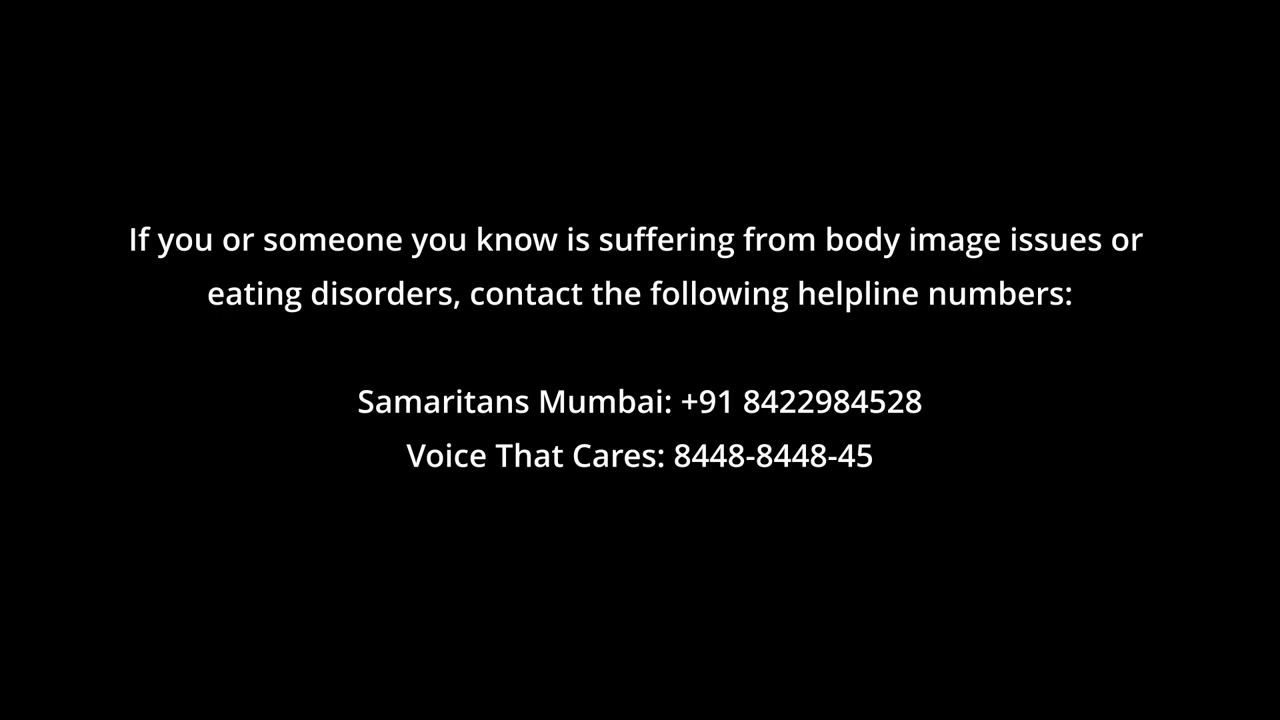 If you or someone you know is suffering from body image issues or
eating disorders, contact the following helpline numbers:
Samaritans Mumbai: +91 8422984528
Voice That Cares: 8448-8448-45